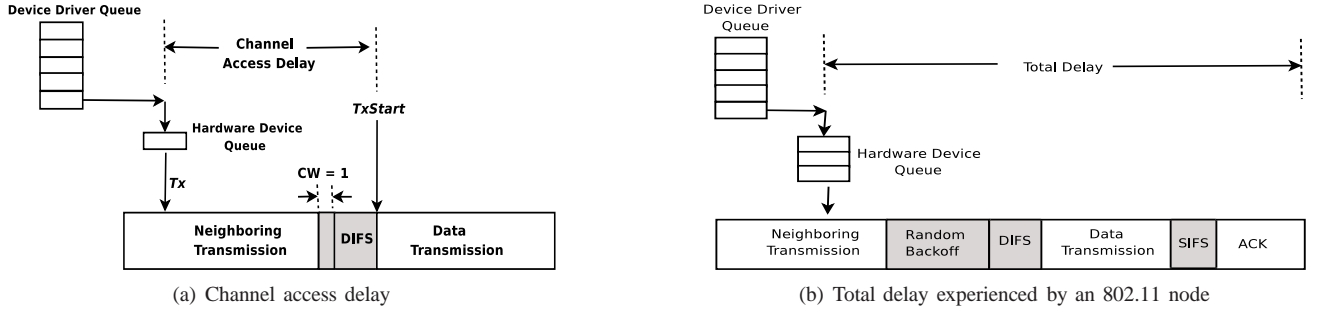 Device Driver Queue
Channel
Access Delay
TxStart
Hardware Device
Queue
Tx
CW = 1
Neighboring
Transmission
DIFS
Data
Transmission
(a) Channel access delay
Device Driver
Queue
Total Delay
Hardware Device
Queue
Neighboring
Transmission
Random
Backoff
DIFS
Data
Transmission
SIFS
ACK
(b) Total delay experienced by an 802.11 node